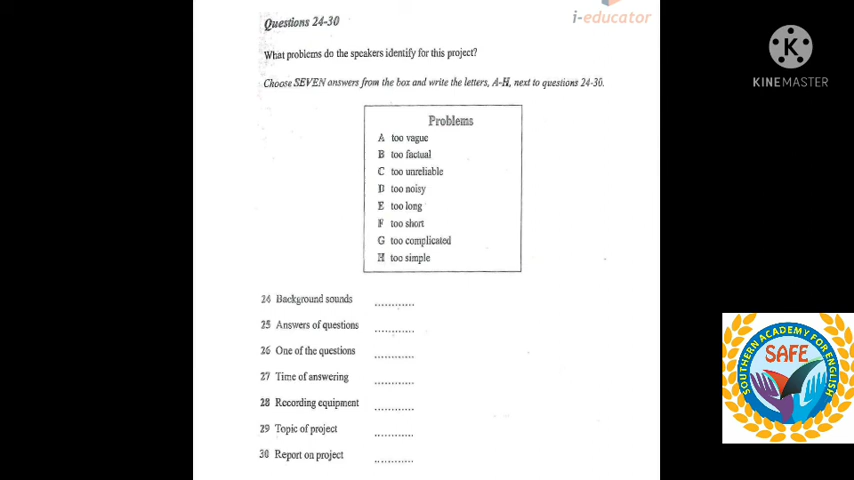 Questions 24-30
i-educator
What problems do the speakers identify for this project?
Choose SEVEN answers from the box and write the letters, A-H, next to questions 24-30.
Problems
A too vague
B too factual
C too unreliable
D too noisy
E too long
F too short
G too complicated
H too simple
24 Background sounds ............
25 Answers of questions ............
26 One of the questions ............
27 Time of answering ............
28 Recording equipment ............
29 Topic of project ............
30 Report on project ............
K
KINEMASTER
SOUTHERN ACADEMY FOR ENGLISH
SAFE